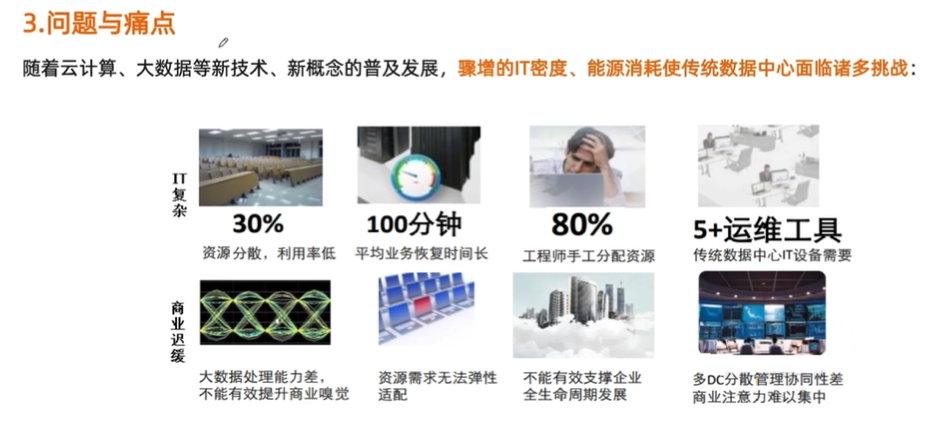 3.问题与痛点
随着云计算、大数据等新技术、新概念的普及发展，骤增的IT密度、能源消耗使传统数据中心面临诸多挑战：
IT复杂
30%
100分钟
80%
5+运维工具
资源分散，利用率低
平均业务恢复时间长
工程师手工分配资源
传统数据中心IT设备需要
商业迟缓
大数据处理能力差，
不能有效提升商业嗅觉
资源需求无法弹性
适配
不能有效支撑企业
全生命周期发展
多DC分散管理协同性差
商业注意力难以集中